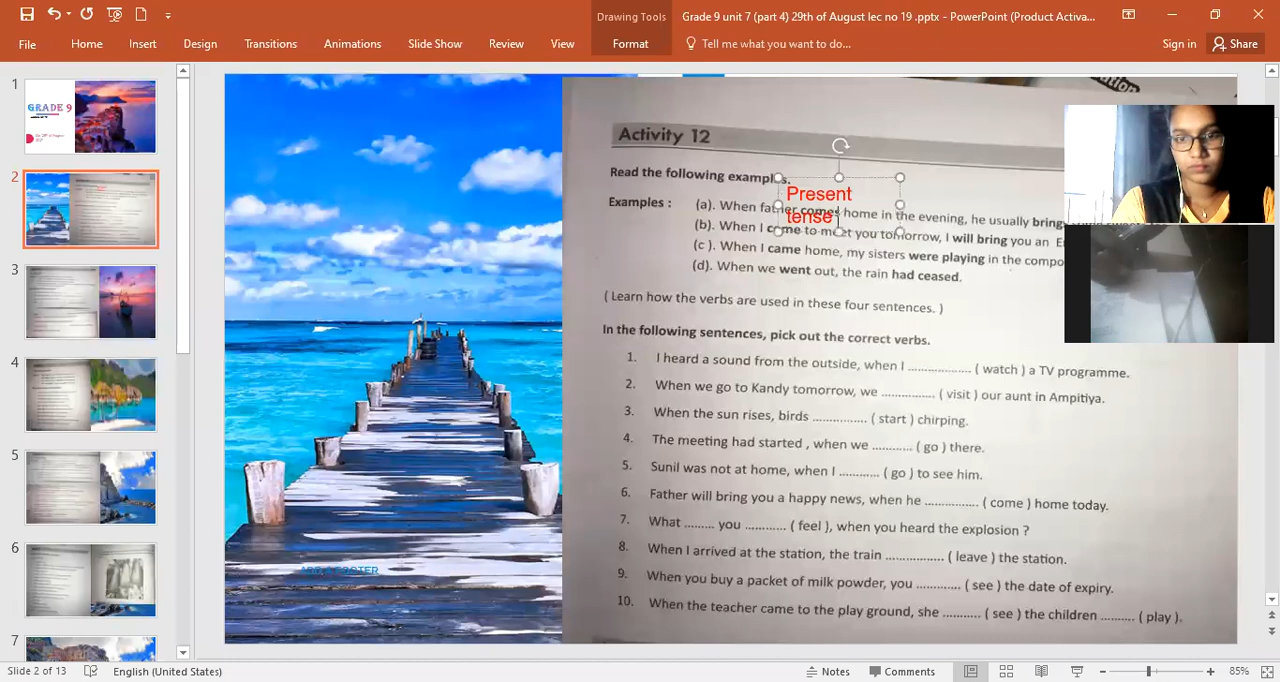 Drawing Tools
Grade 9 unit 7 (part 4) 29th of August lec no 19 .pptx - PowerPoint (Product Activa...
File Home Insert Design Transitions Animations Slide Show Review View Format Tell me what you want to do... Sign in Share
1
GRADE 9
2
3
4
5
6
7
Activity 12
Read the following examples.
Present
tense
Examples : (a). When father comes home in the evening, he usually brings
(b). When I come to meet you tomorrow, I will bring you an
(c ). When I came home, my sisters were playing in the compo
(d). When we went out, the rain had ceased.
( Learn how the verbs are used in these four sentences. )
In the following sentences, pick out the correct verbs.
1. I heard a sound from the outside, when I .................. ( watch ) a TV programme.
2. When we go to Kandy tomorrow, we .............. ( visit ) our aunt in Ampitiya.
3. When the sun rises, birds .............. ( start ) chirping.
4. The meeting had started , when we .......... ( go ) there.
5. Sunil was not at home, when I .......... ( go ) to see him.
6. Father will bring you a happy news, when he .............. ( come ) home today.
7. What ........ you ........... ( feel ), when you heard the explosion ?
8. When I arrived at the station, the train ................ ( leave ) the station.
9. When you buy a packet of milk powder, you ............ ( see ) the date of expiry.
10. When the teacher came to the play ground, she .......... ( see ) the children ......... ( play ).
ADD A FOOTER
Slide 2 of 13 English (United States) Notes Comments 85%